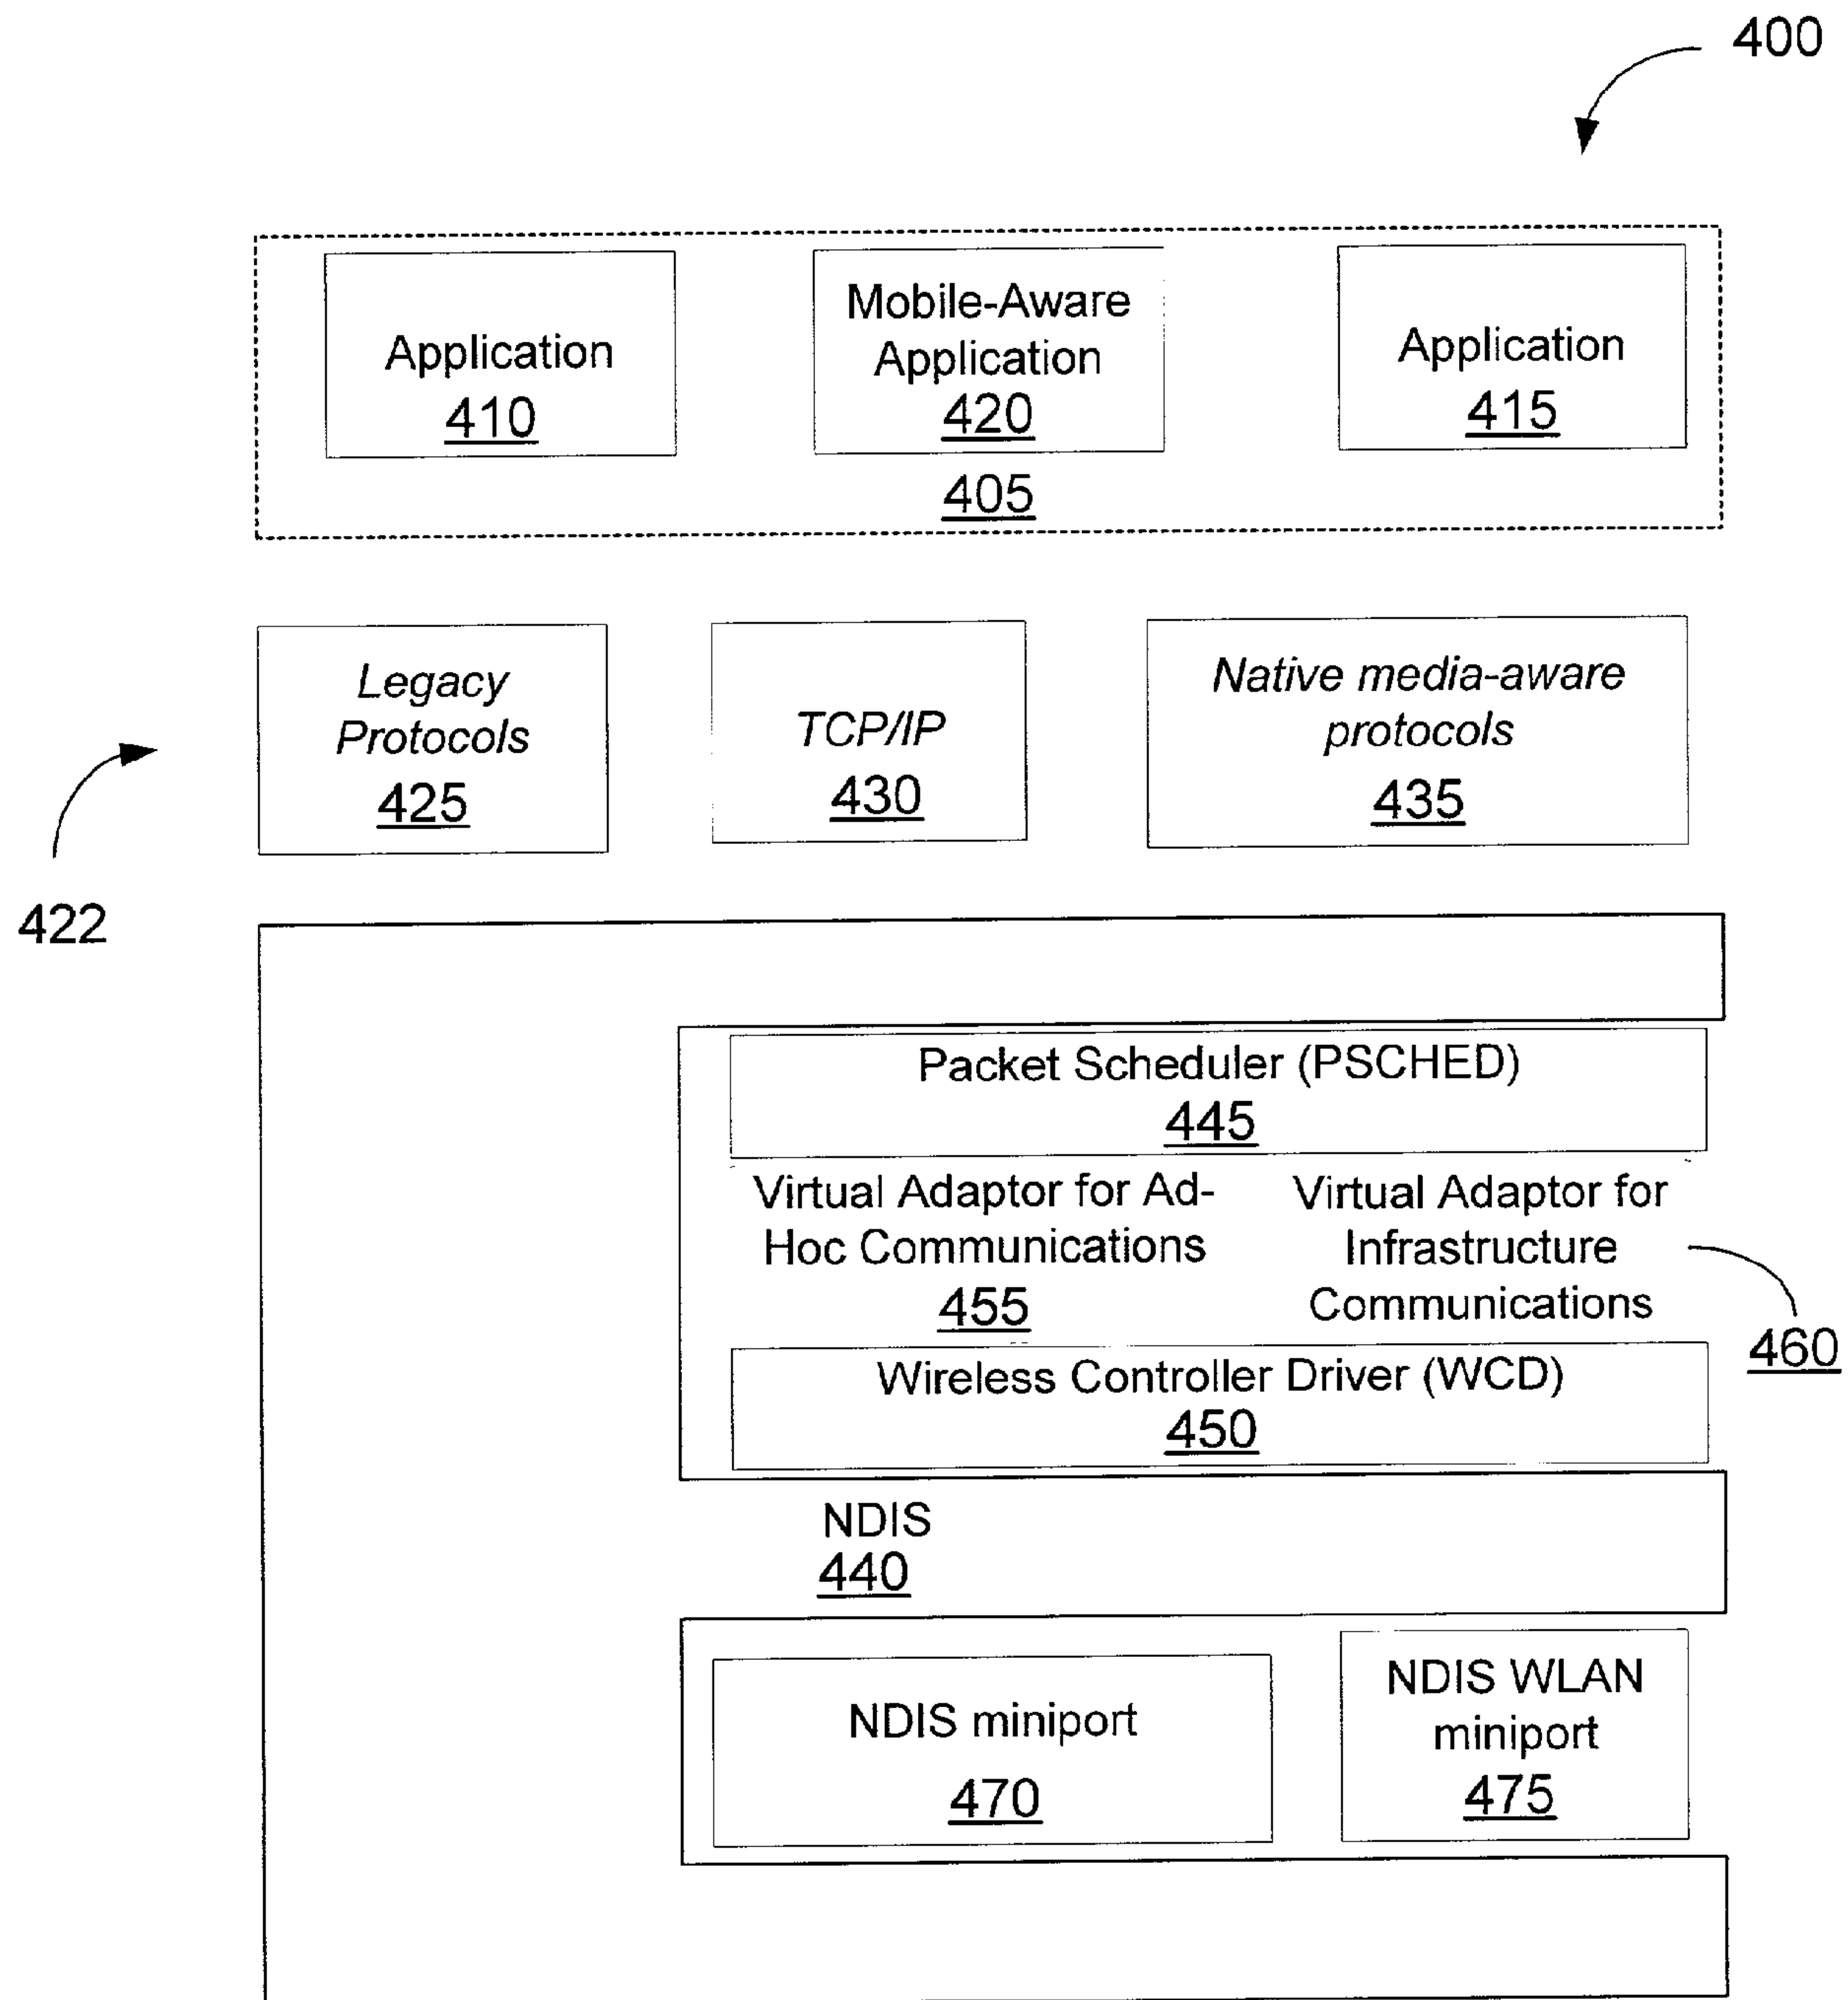 400
Application
410
Mobile-Aware
Application
420
Application
415
405
Legacy
Protocols
425
TCP/IP
430
Native media-aware
protocols
435
422
Packet Scheduler (PSCHED)
445
Virtual Adaptor for Ad-
Hoc Communications
455
Virtual Adaptor for
Infrastructure
Communications
460
Wireless Controller Driver (WCD)
450
NDIS
440
NDIS miniport
470
NDIS WLAN
miniport
475